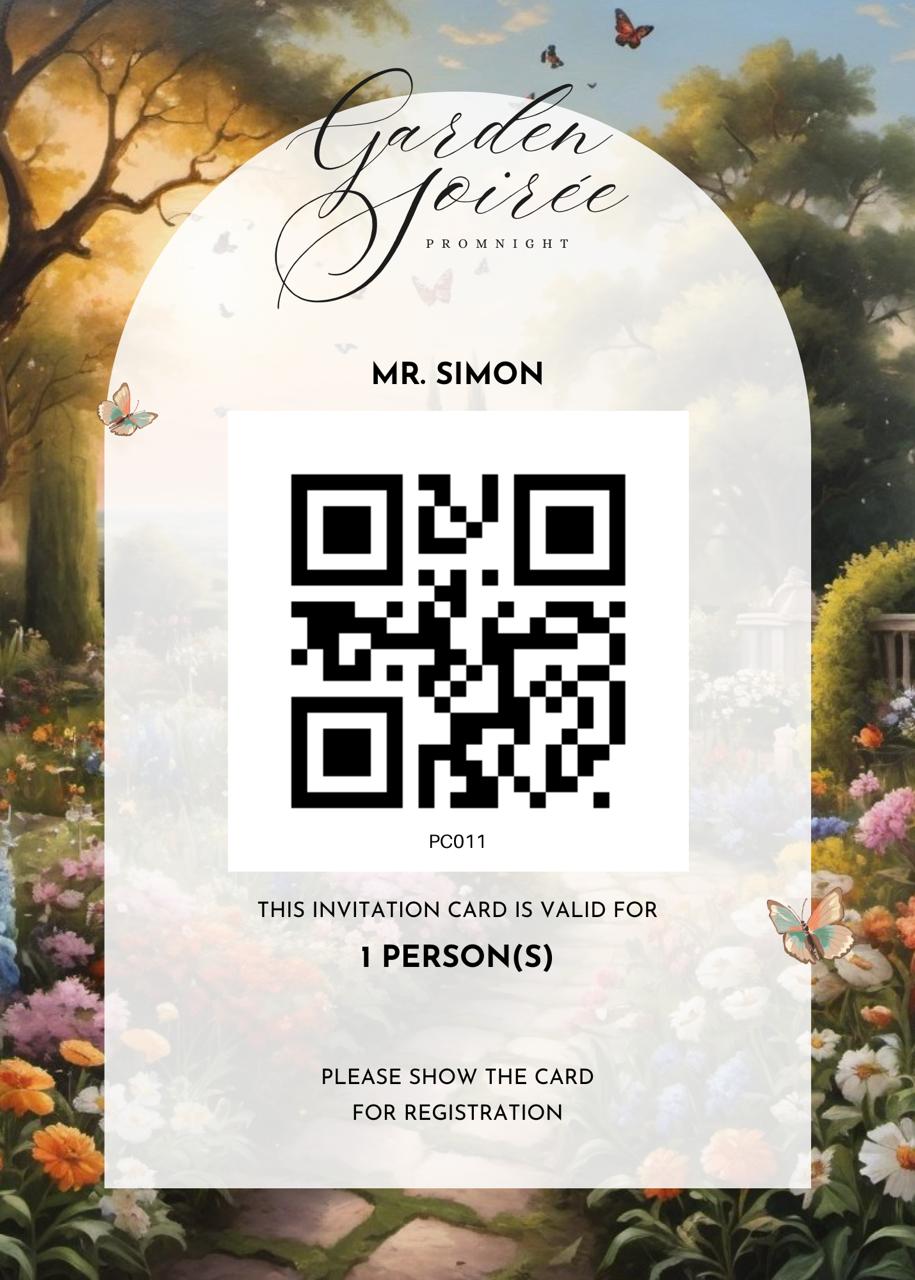 Garden
Soirée
PROMNIGHT
MR. SIMON
PC011
THIS INVITATION CARD IS VALID FOR
1 PERSON(S)
PLEASE SHOW THE CARD
FOR REGISTRATION